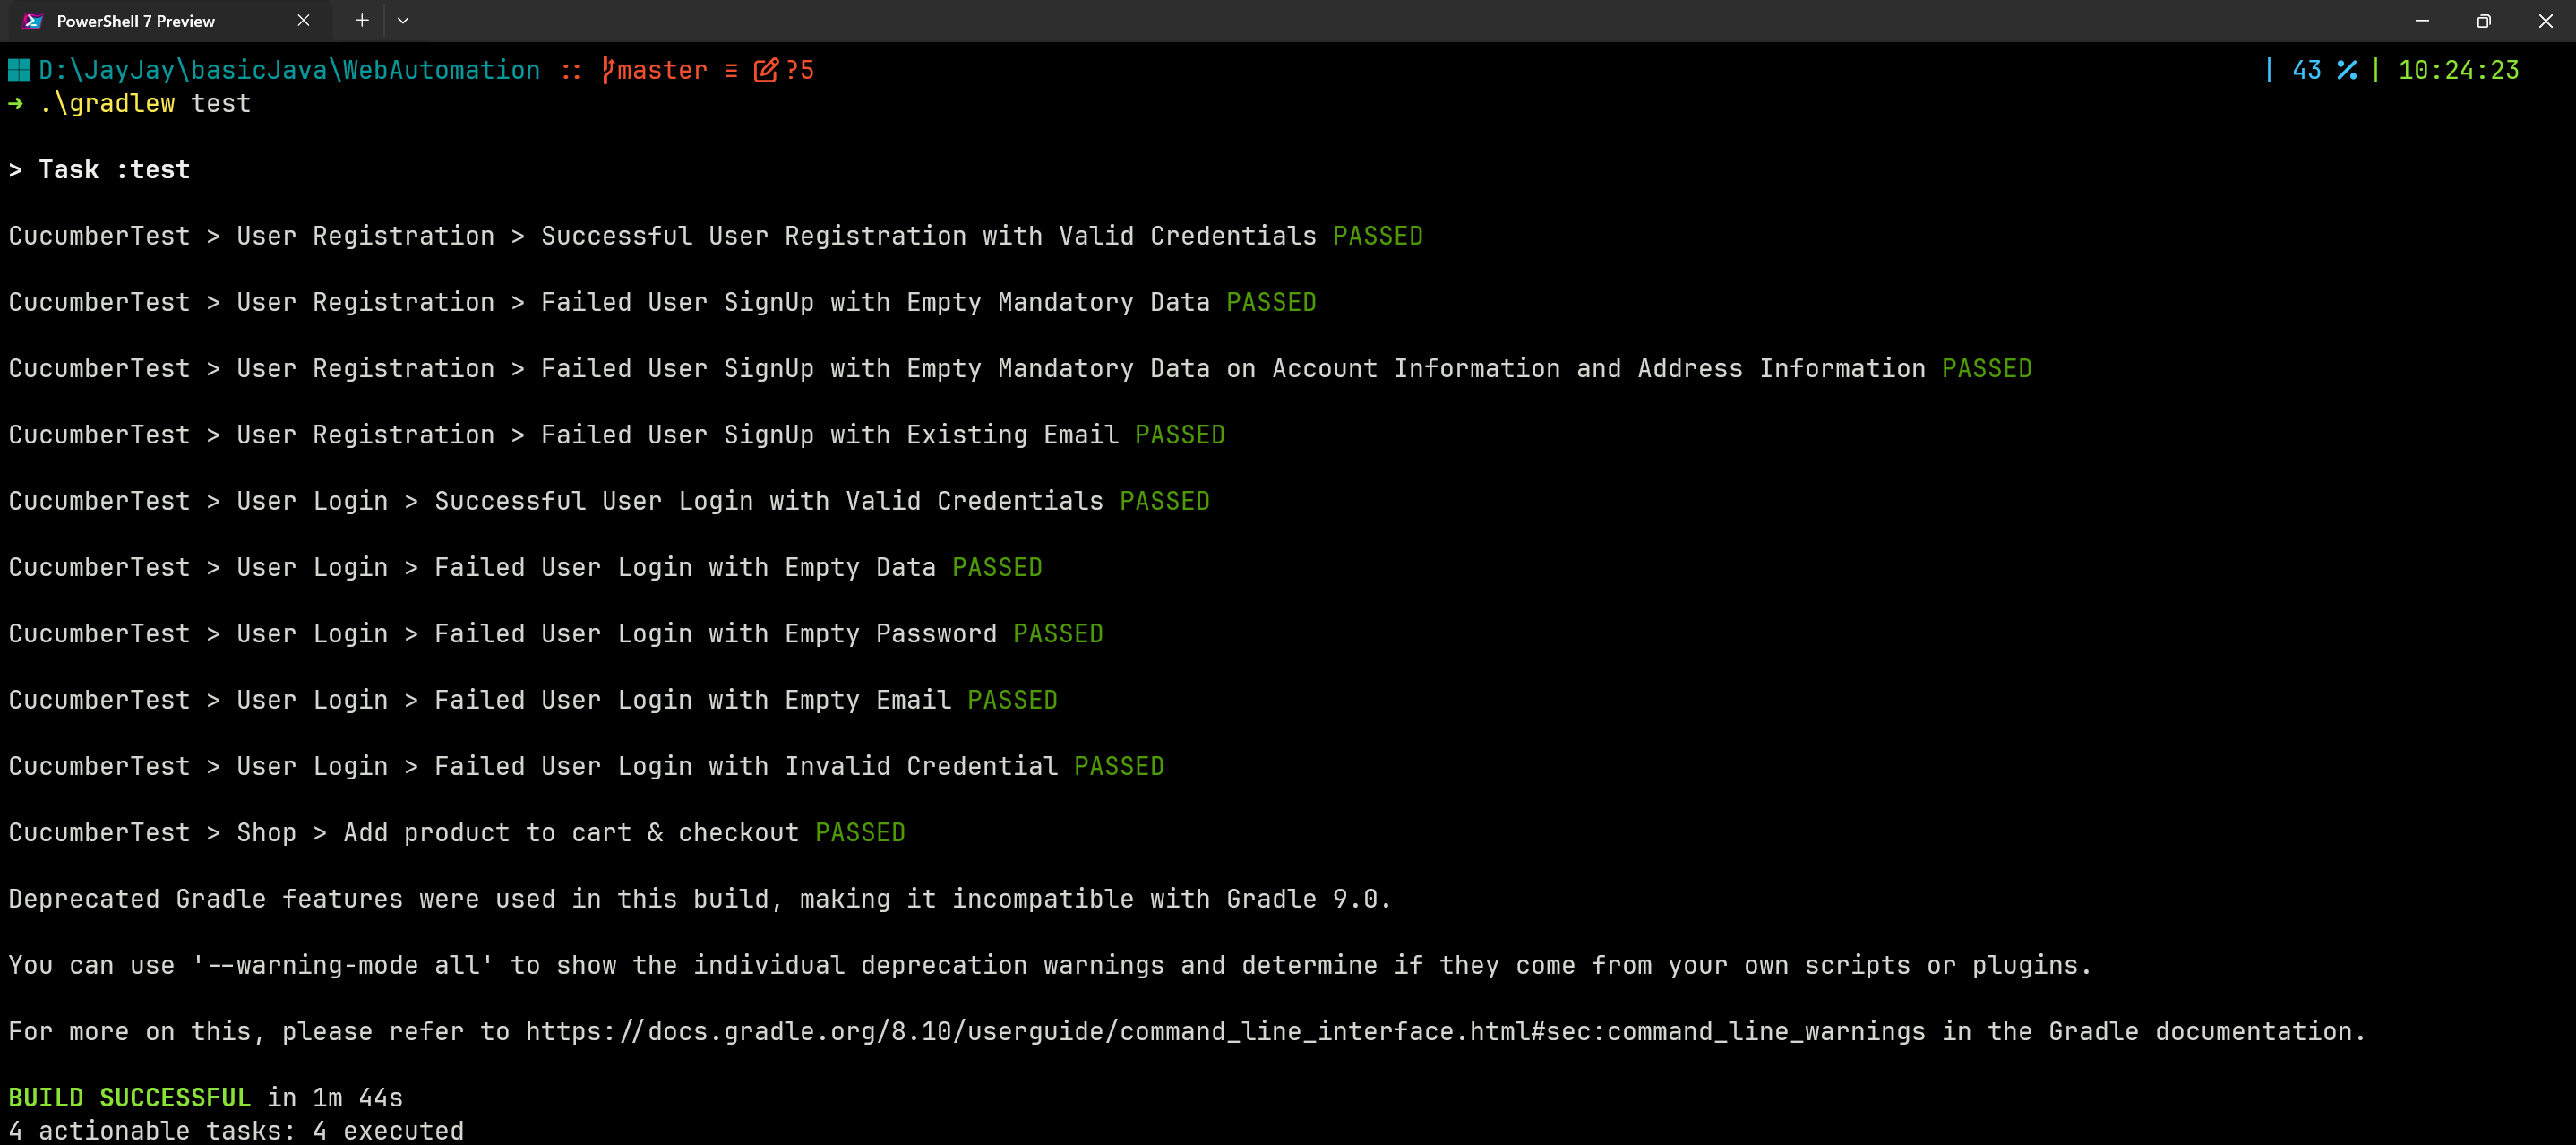 PowerShell 7 Preview
D:\JayJay\basicJava\WebAutomation :: master ≡ ?5 | 43 % | 10:24:23
→ .\gradlew test
> Task :test
CucumberTest > User Registration > Successful User Registration with Valid Credentials PASSED
CucumberTest > User Registration > Failed User SignUp with Empty Mandatory Data PASSED
CucumberTest > User Registration > Failed User SignUp with Empty Mandatory Data on Account Information and Address Information PASSED
CucumberTest > User Registration > Failed User SignUp with Existing Email PASSED
CucumberTest > User Login > Successful User Login with Valid Credentials PASSED
CucumberTest > User Login > Failed User Login with Empty Data PASSED
CucumberTest > User Login > Failed User Login with Empty Password PASSED
CucumberTest > User Login > Failed User Login with Empty Email PASSED
CucumberTest > User Login > Failed User Login with Invalid Credential PASSED
CucumberTest > Shop > Add product to cart & checkout PASSED
Deprecated Gradle features were used in this build, making it incompatible with Gradle 9.0.
You can use '--warning-mode all' to show the individual deprecation warnings and determine if they come from your own scripts or plugins.
For more on this, please refer to https://docs.gradle.org/8.10/userguide/command_line_interface.html#sec:command_line_warnings in the Gradle documentation.
BUILD SUCCESSFUL in 1m 44s
4 actionable tasks: 4 executed